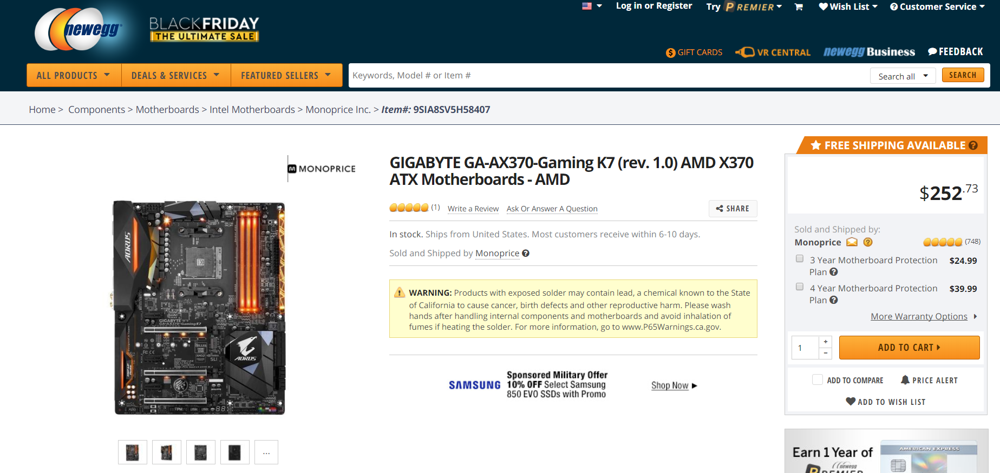 Log in or Register
Try PREMIER
Wish List
Customer Service
newegg
BLACKFRIDAY
THE ULTIMATE SALE
GIFT CARDS
VR CENTRAL
newegg Business
FEEDBACK
ALL PRODUCTS
DEALS & SERVICES
FEATURED SELLERS
Keywords, Model # or Item #
Search all
SEARCH
Home > Components > Motherboards > Intel Motherboards > Monoprice Inc. > Item#: 9SIA8SV5H58407
MONOPRICE
AORUS
GIGABYTE
GA-AX370-Gaming K7
SLI
AORUS
...
GIGABYTE GA-AX370-Gaming K7 (rev. 1.0) AMD X370
ATX Motherboards - AMD
(1) Write a Review Ask Or Answer A Question
SHARE
In stock. Ships from United States. Most customers receive within 6-10 days.
Sold and Shipped by Monoprice
WARNING: Products with exposed solder may contain lead, a chemical known to the State
of California to cause cancer, birth defects and other reproductive harm. Please wash
hands after handling internal components and motherboards and avoid inhalation of
fumes if heating the solder. For more information, go to www.P65Warnings.ca.gov.
SAMSUNG
Sponsored Military Offer
10% OFF Select Samsung
850 EVO SSDs with Promo
Shop Now
FREE SHIPPING AVAILABLE
$252.73
Sold and Shipped by:
Monoprice (748)
3 Year Motherboard Protection $24.99
Plan
4 Year Motherboard Protection $39.99
Plan
More Warranty Options
1
ADD TO CART
ADD TO COMPARE
PRICE ALERT
ADD TO WISH LIST
Earn 1 Year of
newegg
PREMIER
AMERICAN EXPRESS